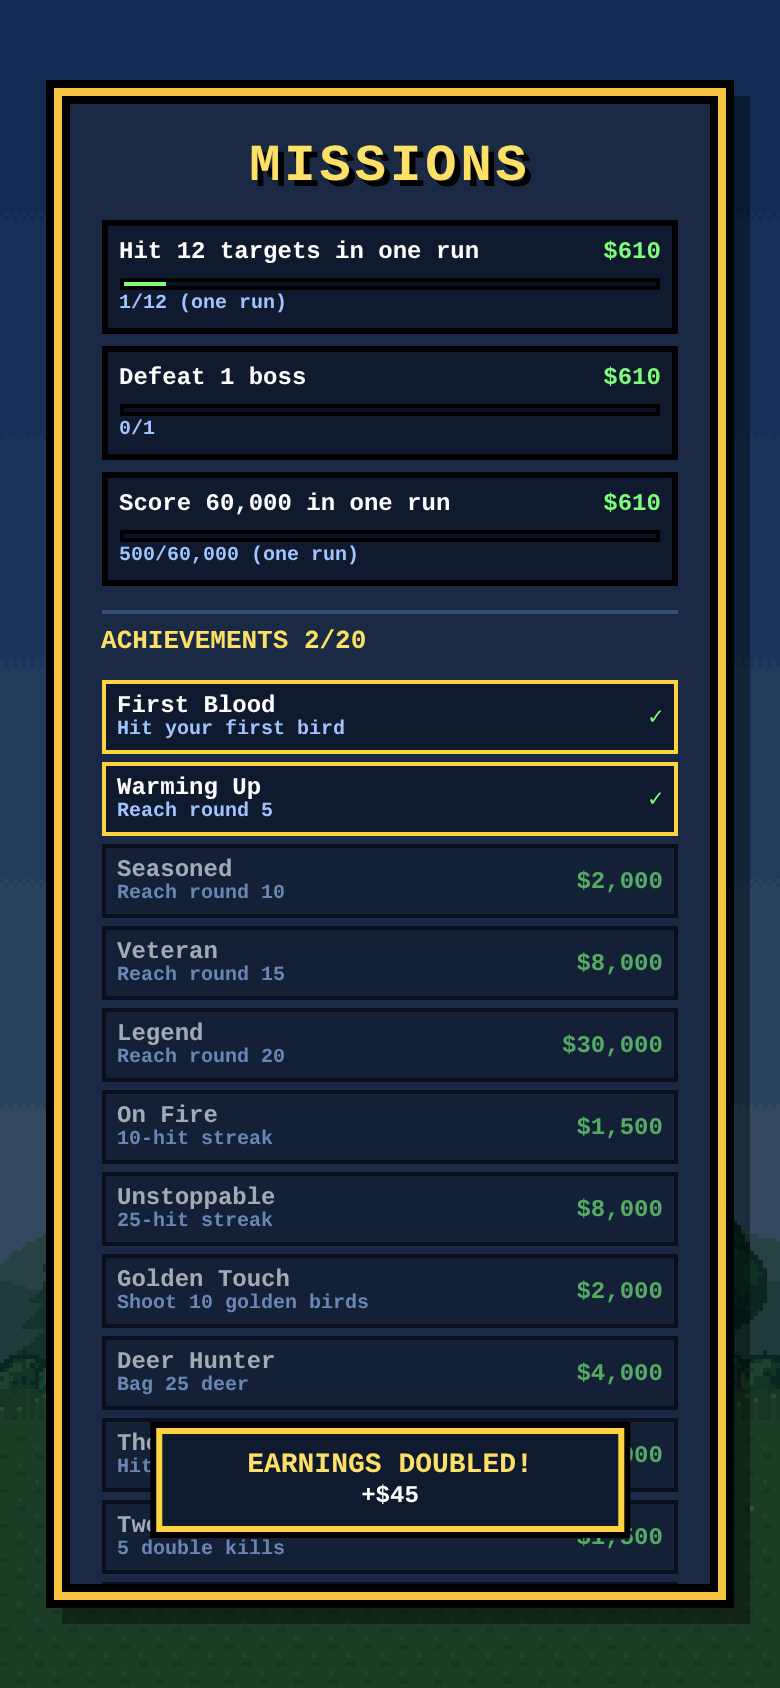 MISSIONS
Hit 12 targets in one run $610
1/12 (one run)
Defeat 1 boss $610
0/1
Score 60,000 in one run $610
500/60,000 (one run)
ACHIEVEMENTS 2/20
First Blood
Hit your first bird ✓
Warming Up
Reach round 5 ✓
Seasoned
Reach round 10 $2,000
Veteran
Reach round 15 $8,000
Legend
Reach round 20 $30,000
On Fire
10-hit streak $1,500
Unstoppable
25-hit streak $8,000
Golden Touch
Shoot 10 golden birds $2,000
Deer Hunter
Bag 25 deer $4,000
Hit
EARNINGS DOUBLED!
+$45
5 double kills